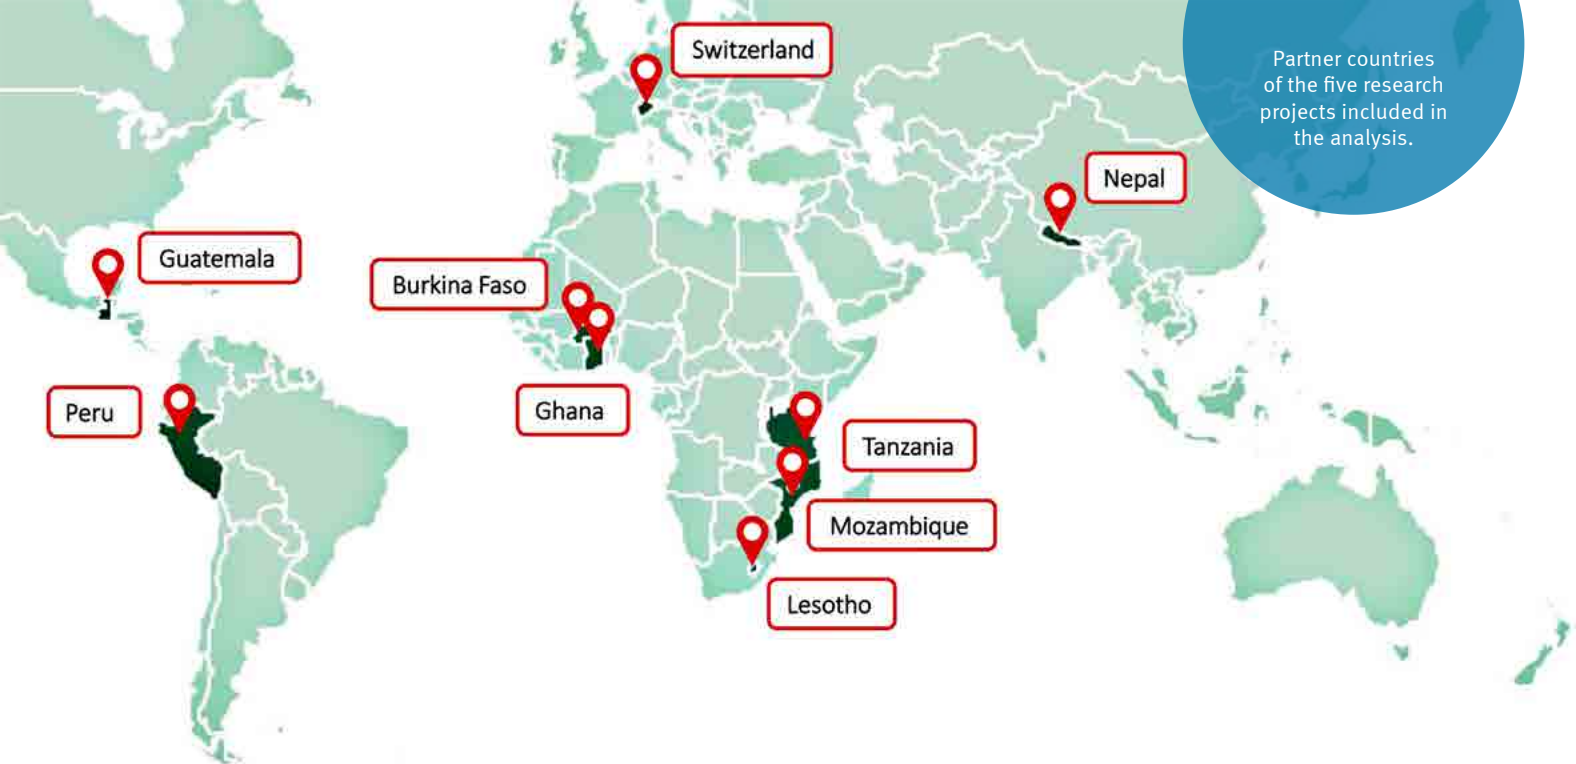 Switzerland
Partner countries
of the five research
projects included in
the analysis.
Nepal
Guatemala
Burkina Faso
Peru
Ghana
Tanzania
Mozambique
Lesotho